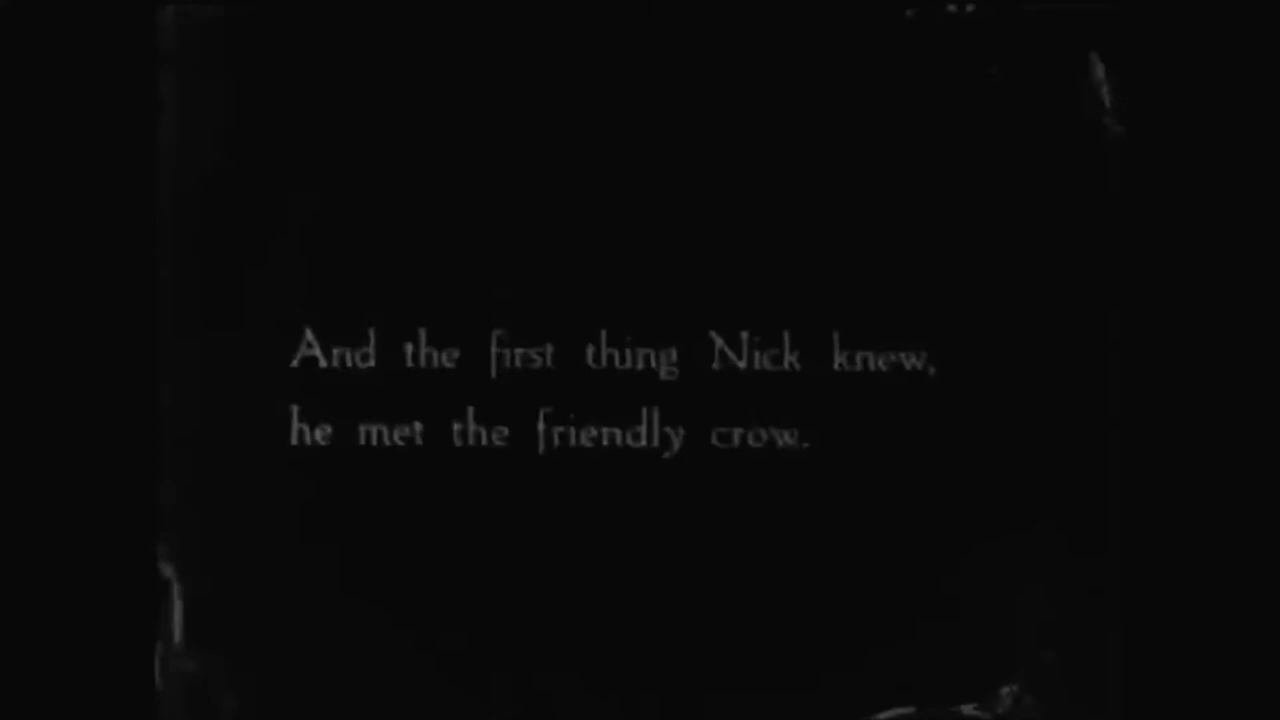 And the first thing Nick knew,
he met the friendly crow.